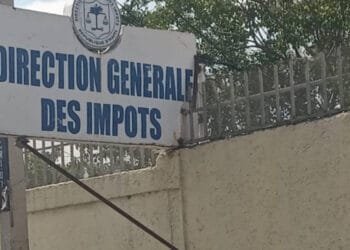 DIRECTION GENERALE
DES IMPOTS